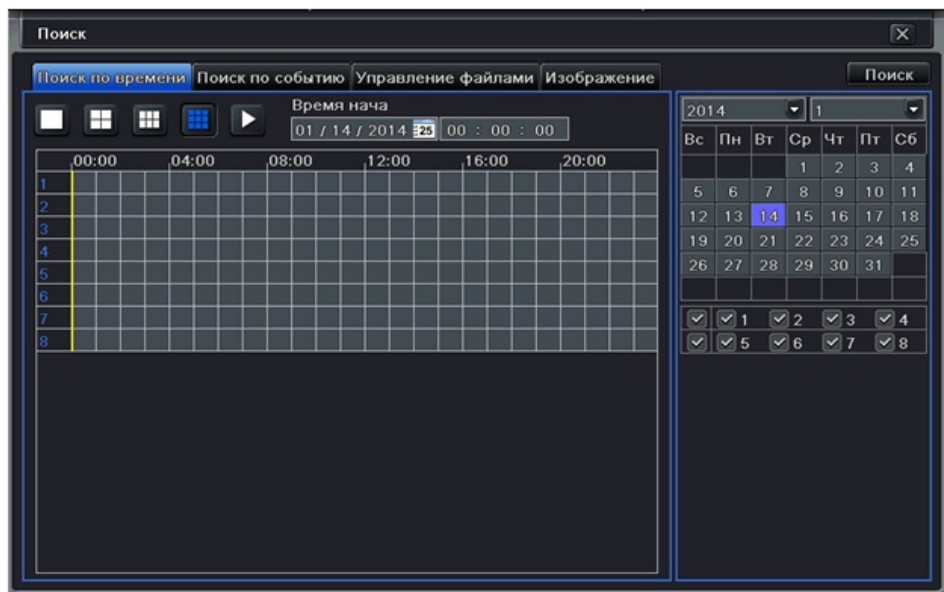 Поиск
Поиск по времени Поиск по событию Управление файлами Изображение
Поиск
Время нача
01 / 14 / 2014 25 00 : 00 : 00
00:00 04:00 08:00 12:00 16:00 20:00
1
2
3
4
5
6
7
8
2014 1
Вс Пн Вт Ср Чт Пт Сб
1 2 3 4
5 6 7 8 9 10 11
12 13 14 15 16 17 18
19 20 21 22 23 24 25
26 27 28 29 30 31
1 2 3 4
5 6 7 8